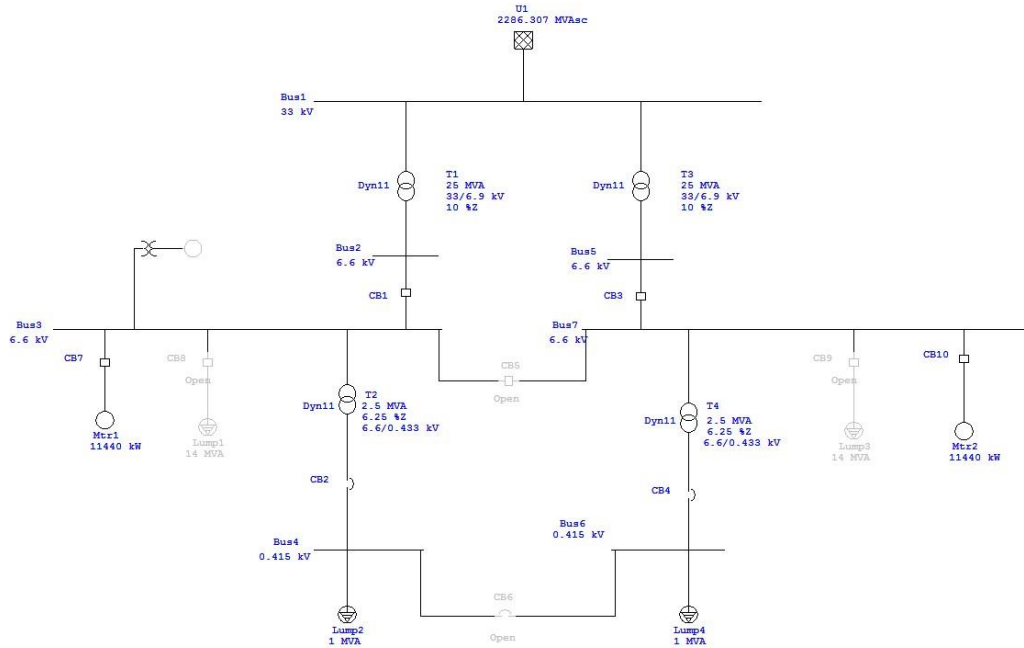 U1
2286.307 MVAsc
Bus1
33 kV
Dyn11
T1
25 MVA
33/6.9 kV
10 %Z
Dyn11
T3
25 MVA
33/6.9 kV
10 %Z
Bus2
6.6 kV
Bus5
6.6 kV
CB1
CB3
Bus3
6.6 kV
Bus7
6.6 kV
CB7
CB8
Open
CB5
Open
CB9
Open
CB10
Mtr1
11440 kW
Lump1
14 MVA
Dyn11
T2
2.5 MVA
6.25 %Z
6.6/0.433 kV
Dyn11
T4
2.5 MVA
6.25 %Z
6.6/0.433 kV
Lump3
14 MVA
Mtr2
11440 kW
CB2
CB4
Bus4
0.415 kV
Bus6
0.415 kV
CB6
Open
Lump2
1 MVA
Lump4
1 MVA